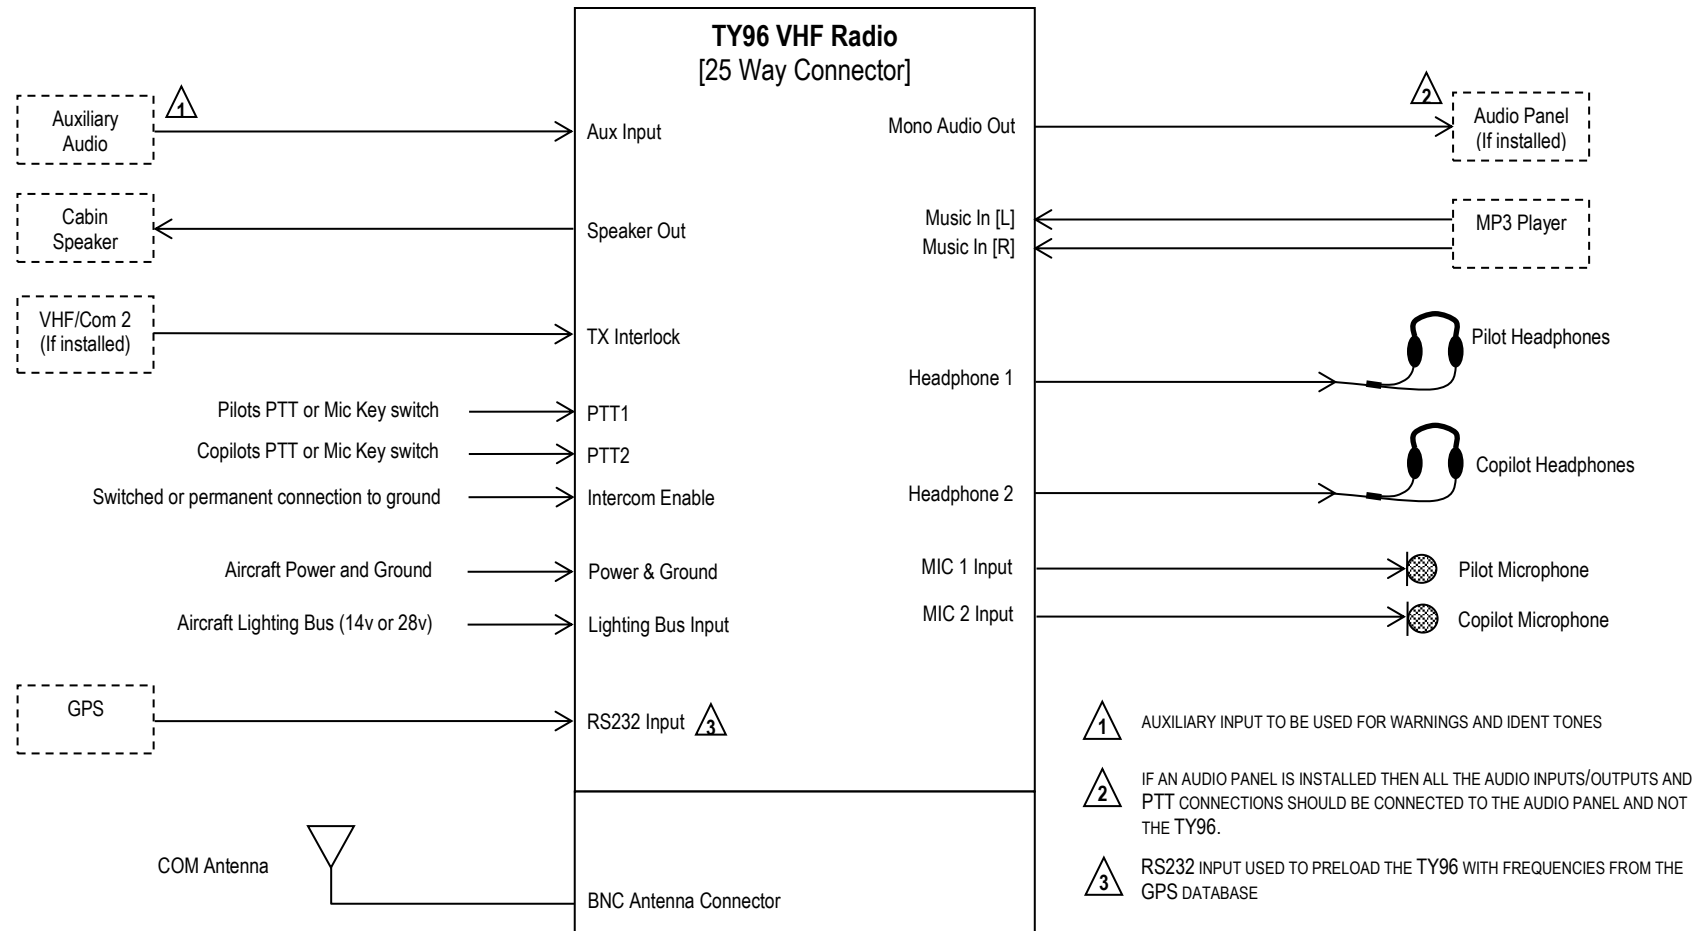 TY96 VHF Radio
[25 Way Connector]
1
Auxiliary
Audio
Aux Input
Cabin
Speaker
Speaker Out
VHF/Com 2
(If installed)
TX Interlock
Pilots PTT or Mic Key switch
PTT1
Copilots PTT or Mic Key switch
PTT2
Switched or permanent connection to ground
Intercom Enable
Aircraft Power and Ground
Power & Ground
Aircraft Lighting Bus (14v or 28v)
Lighting Bus Input
GPS
RS232 Input
3
COM Antenna
BNC Antenna Connector
2
Mono Audio Out
Audio Panel
(If installed)
Music In [L]
Music In [R]
MP3 Player
Pilot Headphones
Headphone 1
Copilot Headphones
Headphone 2
MIC 1 Input
Pilot Microphone
MIC 2 Input
Copilot Microphone
1 AUXILIARY INPUT TO BE USED FOR WARNINGS AND IDENT TONES
2 IF AN AUDIO PANEL IS INSTALLED THEN ALL THE AUDIO INPUTS/OUTPUTS AND
PTT CONNECTIONS SHOULD BE CONNECTED TO THE AUDIO PANEL AND NOT
THE TY96.
3 RS232 INPUT USED TO PRELOAD THE TY96 WITH FREQUENCIES FROM THE
GPS DATABASE